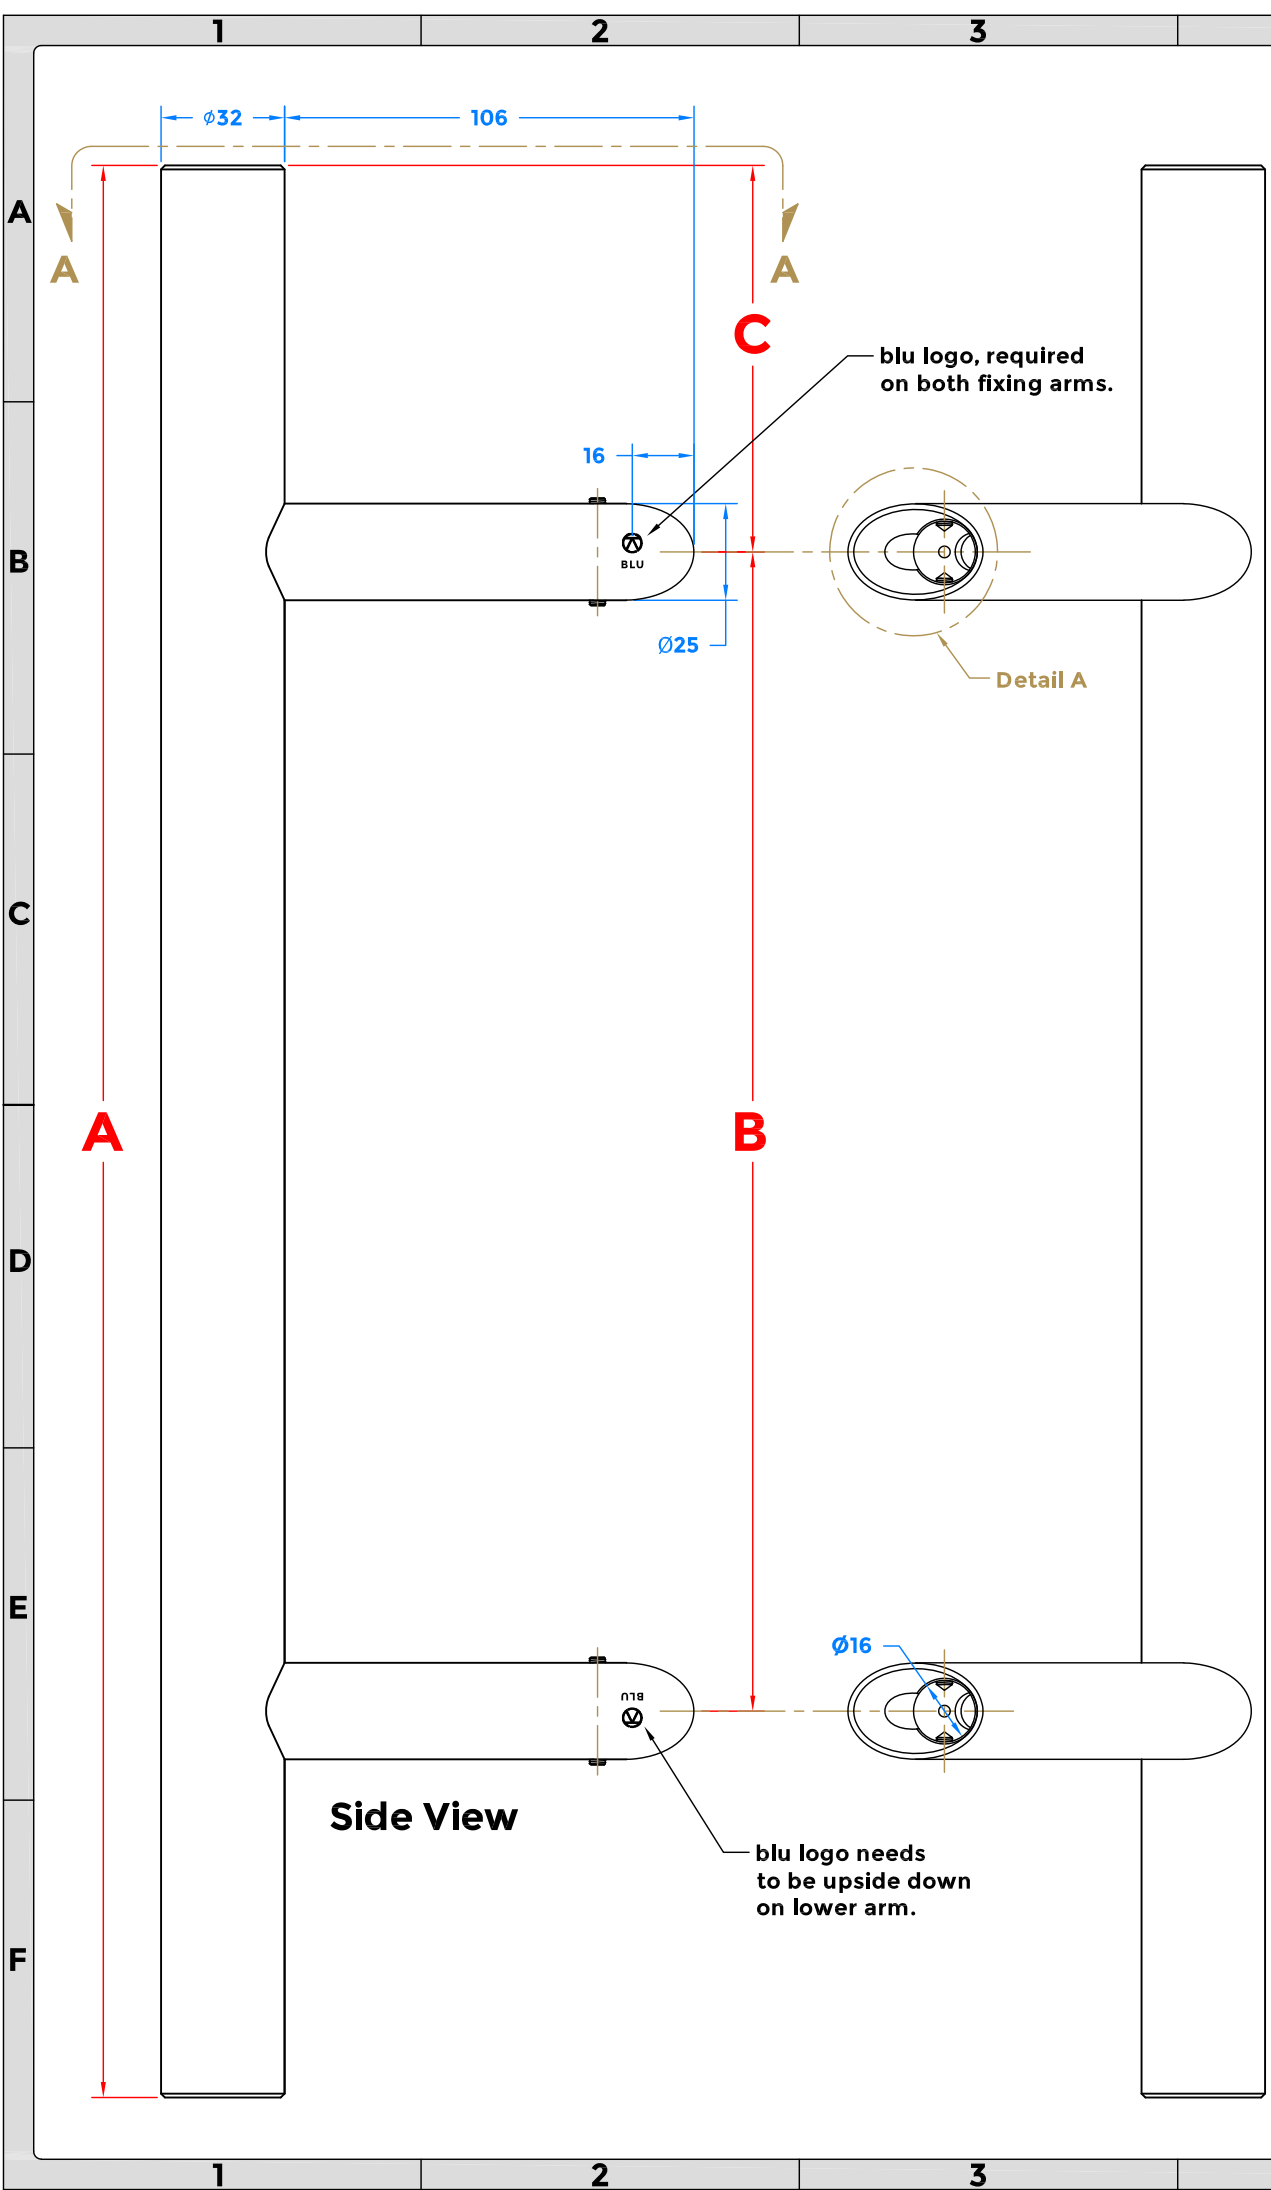 1 2 3
ϕ32 106
A
A A
C
blu logo, required
on both fixing arms.
16
B
BLU
Ø25
Detail A
C
A B
D
E
Ø16
BLU
Side View
blu logo needs
to be upside down
on lower arm.
F
1 2 3